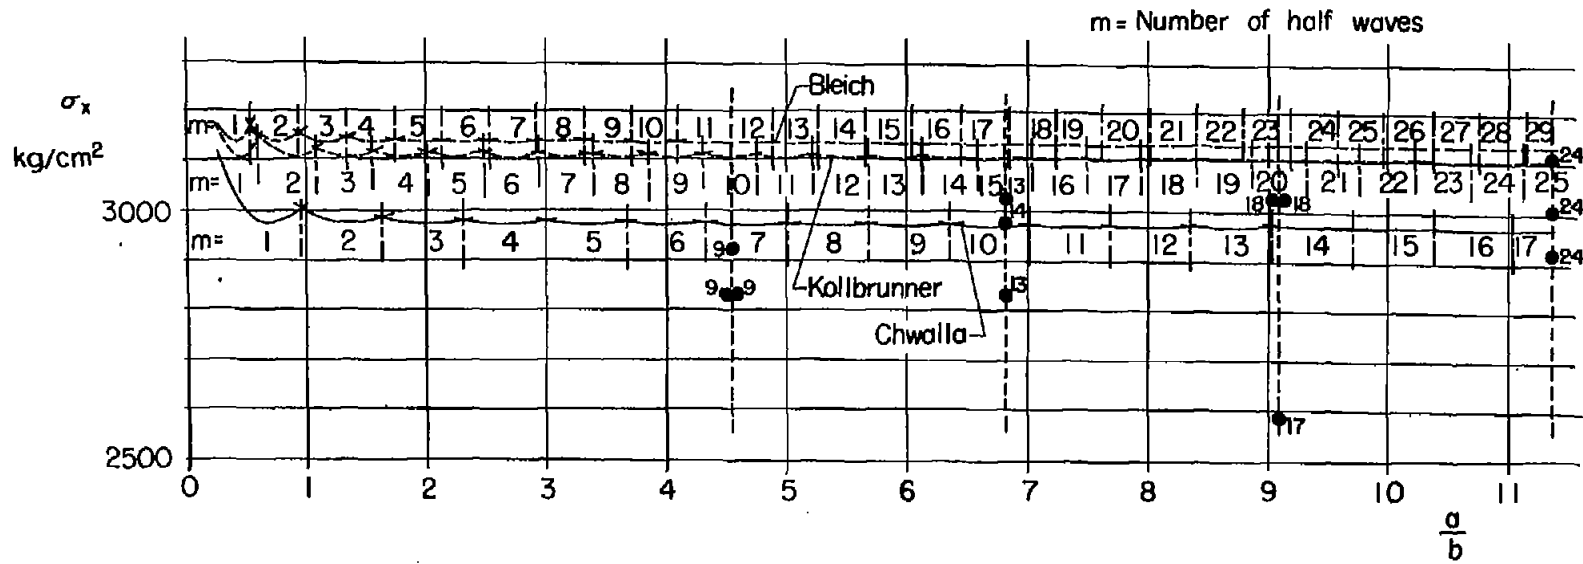 m = Number of half waves
σx
kg/cm2
Bleich
m= 1 2 3 4 5 6 7 8 9 10 11 12 13 14 15 16 17 18 19 20 21 22 23 24 25 26 27 28 29
24
m= 1 2 3 4 5 6 7 8 9 10 11 12 13 14 15 13 16 17 18 19 20 21 22 23 24 25
3000
14 18 18 24
m= 1 2 3 4 5 6 7 8 9 10 11 12 13 14 15 16 17
9 24
9 9 Kollbrunner 13
Chwalla
17
2500
0 1 2 3 4 5 6 7 8 9 10 11
a
b